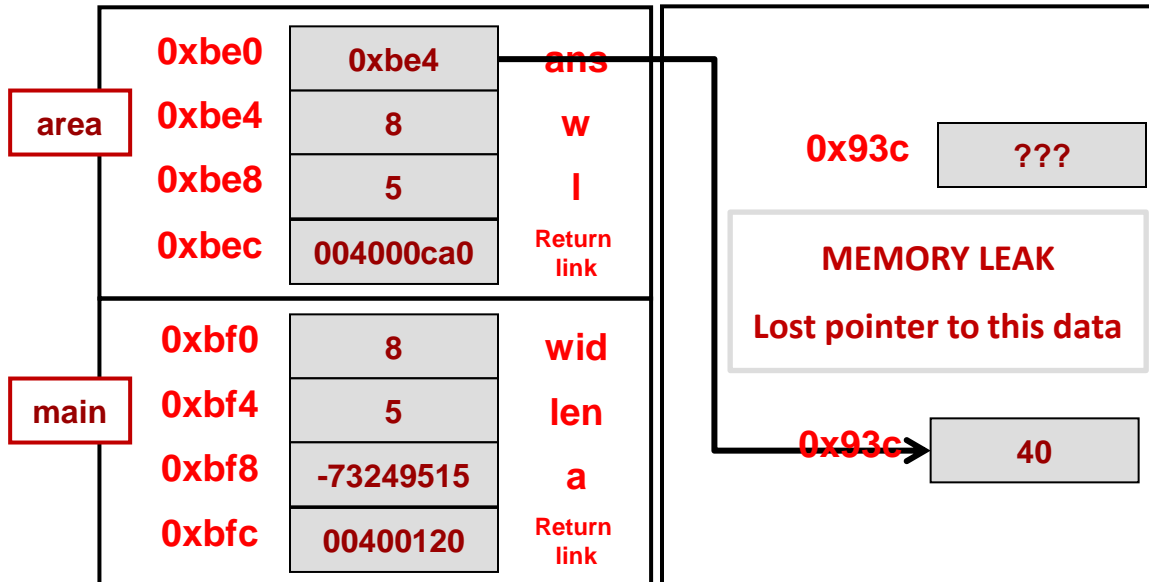 0xbe0 0xbe4 ans
area 0xbe4 8 w
0x93c ???
0xbe8 5 l
0xbec 004000ca0 Return link
MEMORY LEAK
Lost pointer to this data
0xbf0 8 wid
main 0xbf4 5 len
0x93c 40
0xbf8 -73249515 a
0xbfc 00400120 Return link